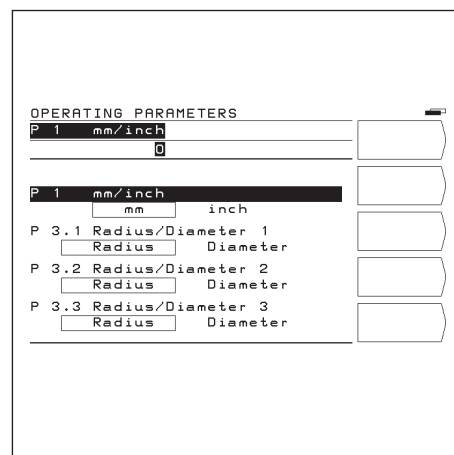 OPERATING PARAMETERS
P 1 mm/inch
0
P 1 mm/inch
mm inch
P 3.1 Radius/Diameter 1
Radius Diameter
P 3.2 Radius/Diameter 2
Radius Diameter
P 3.3 Radius/Diameter 3
Radius Diameter